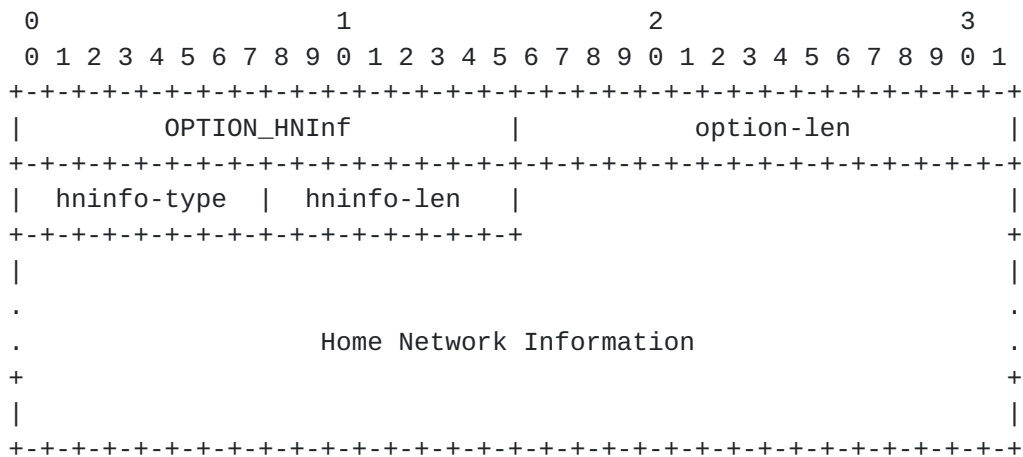 0                   1                   2                   3
 0 1 2 3 4 5 6 7 8 9 0 1 2 3 4 5 6 7 8 9 0 1 2 3 4 5 6 7 8 9 0 1
+-+-+-+-+-+-+-+-+-+-+-+-+-+-+-+-+-+-+-+-+-+-+-+-+-+-+-+-+-+-+-+-+
|         OPTION_HNInf          |           option-len          |
+-+-+-+-+-+-+-+-+-+-+-+-+-+-+-+-+-+-+-+-+-+-+-+-+-+-+-+-+-+-+-+-+
|  hninfo-type  |  hninfo-len   |                               |
+-+-+-+-+-+-+-+-+-+-+-+-+-+-+-+-+                               +
|                                                               |
.                                                               .
.                   Home Network Information                    .
+                                                               +
|                                                               |
+-+-+-+-+-+-+-+-+-+-+-+-+-+-+-+-+-+-+-+-+-+-+-+-+-+-+-+-+-+-+-+-+